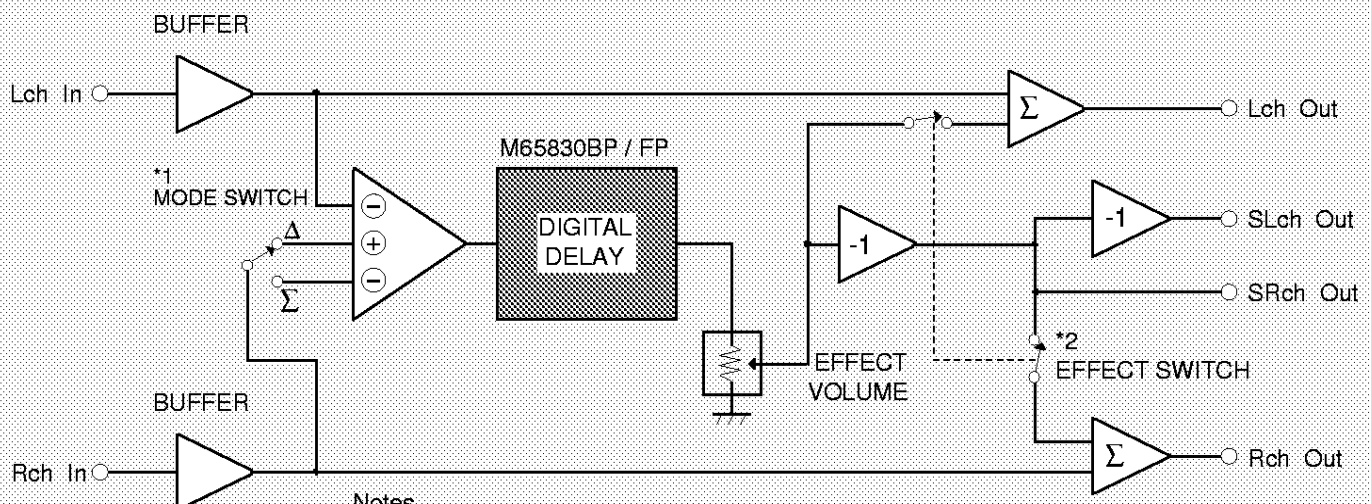 BUFFER
Lch In
Σ
Lch Out
M65830BP / FP
*1
MODE SWITCH
−
Δ
+
−
Σ
DIGITAL
DELAY
-1
-1
SLch Out
SRch Out
*2
EFFECT SWITCH
EFFECT
VOLUME
BUFFER
Rch In
Σ
Rch Out
Notes